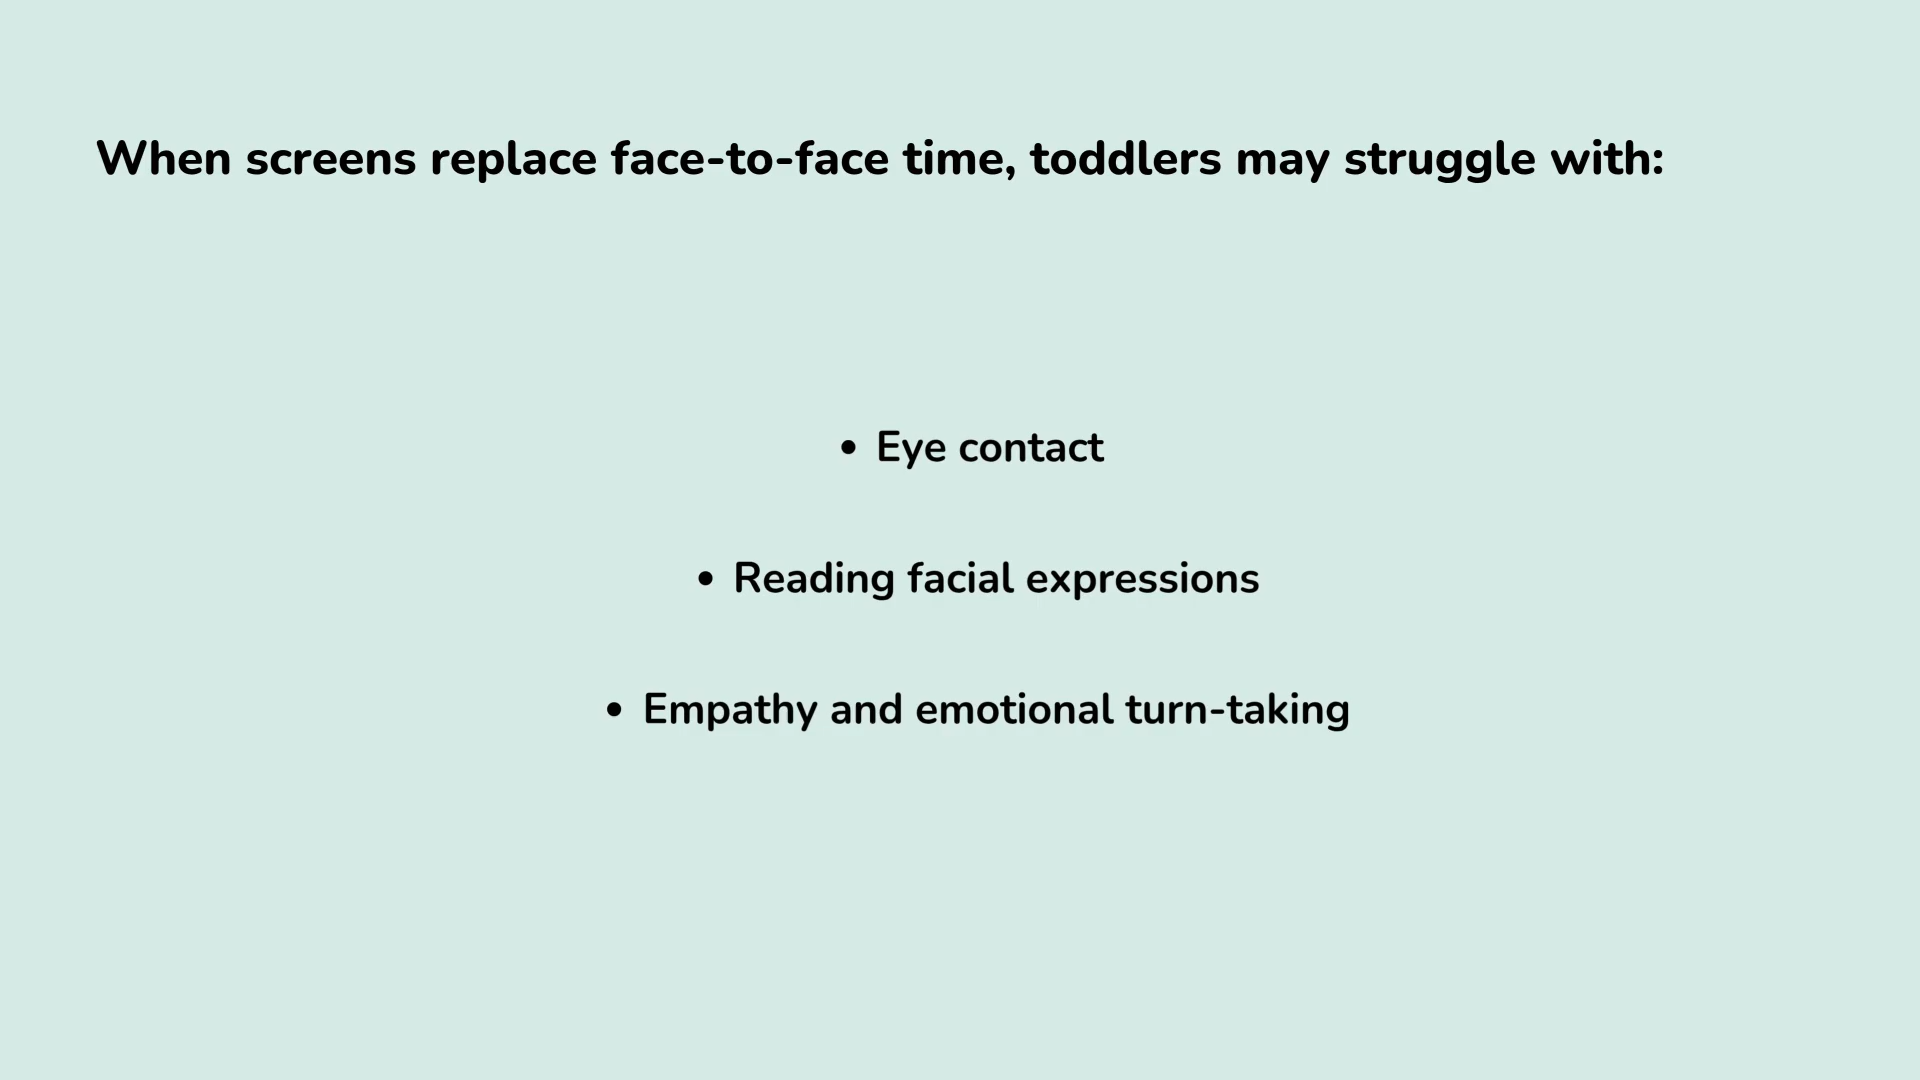 When screens replace face-to-face time, toddlers may struggle with:
• Eye contact
• Reading facial expressions
• Empathy and emotional turn-taking